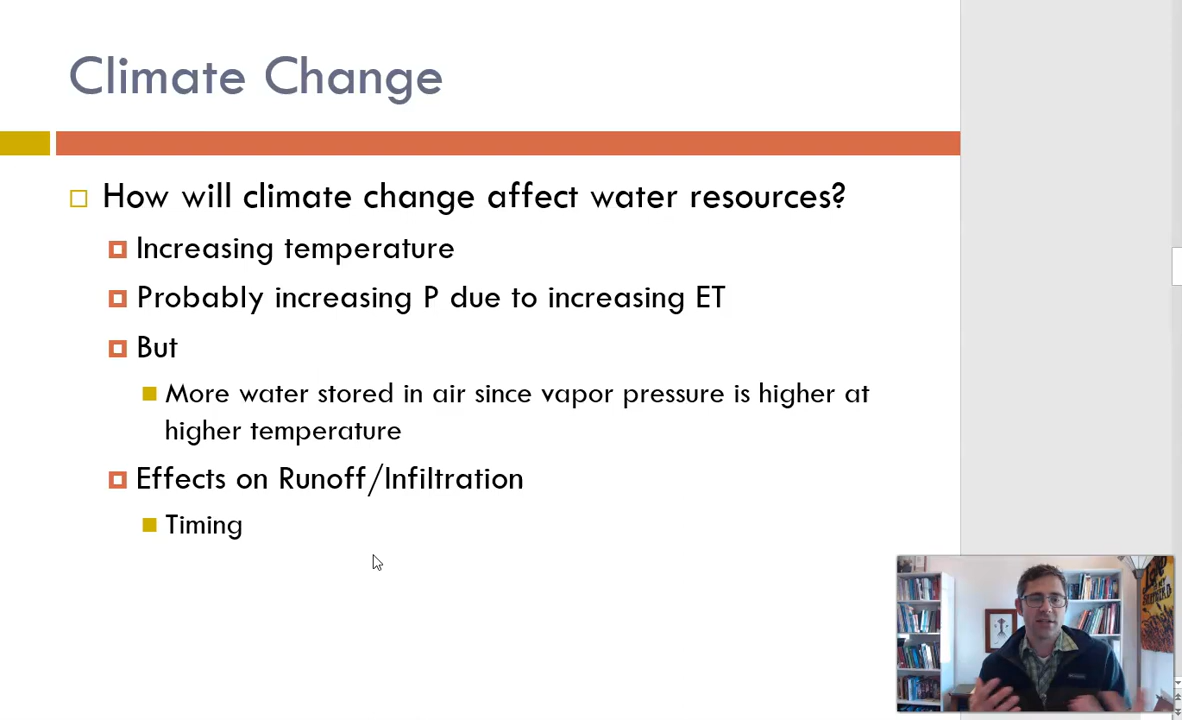 Climate Change
How will climate change affect water resources?
Increasing temperature
Probably increasing P due to increasing ET
But
More water stored in air since vapor pressure is higher at
higher temperature
Effects on Runoff/Infiltration
Timing